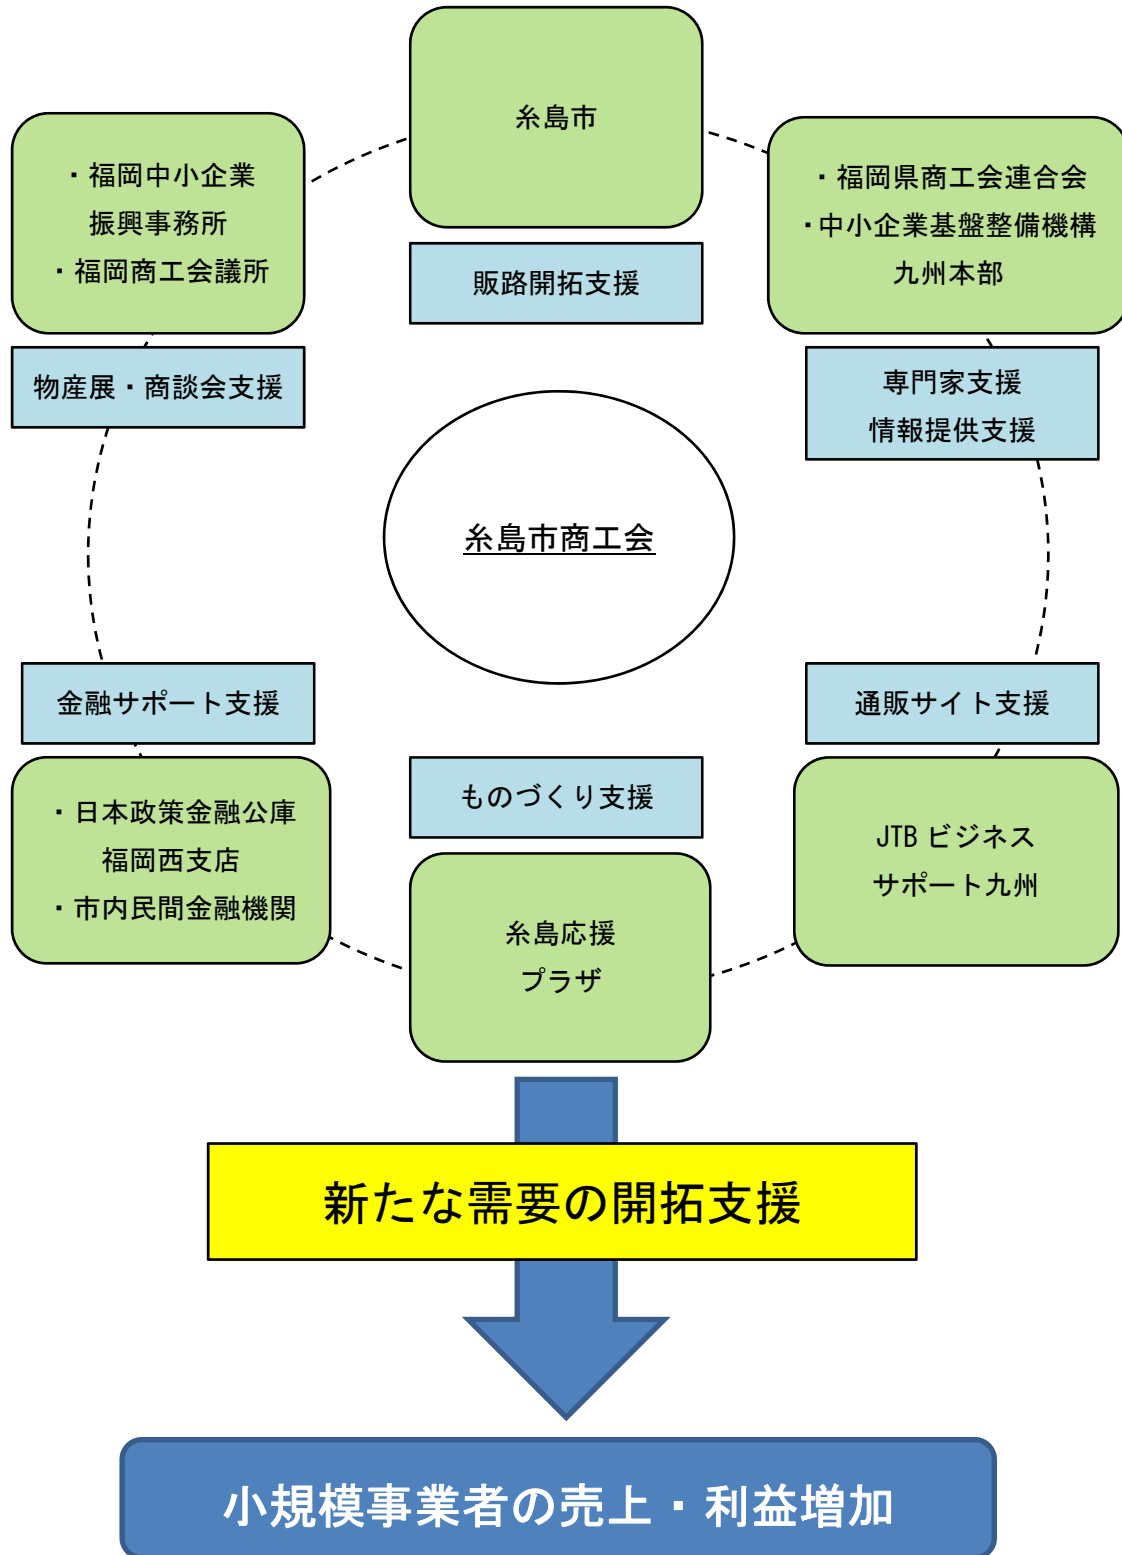 糸島市
・福岡中小企業
振興事務所
・福岡商工会議所
・福岡県商工会連合会
・中小企業基盤整備機構
九州本部
販路開拓支援
物産展・商談会支援
専門家支援
情報提供支援
糸島市商工会
金融サポート支援
通販サイト支援
ものづくり支援
・日本政策金融公庫
福岡西支店
・市内民間金融機関
JTB ビジネス
サポート九州
糸島応援
プラザ
新たな需要の開拓支援
小規模事業者の売上・利益増加